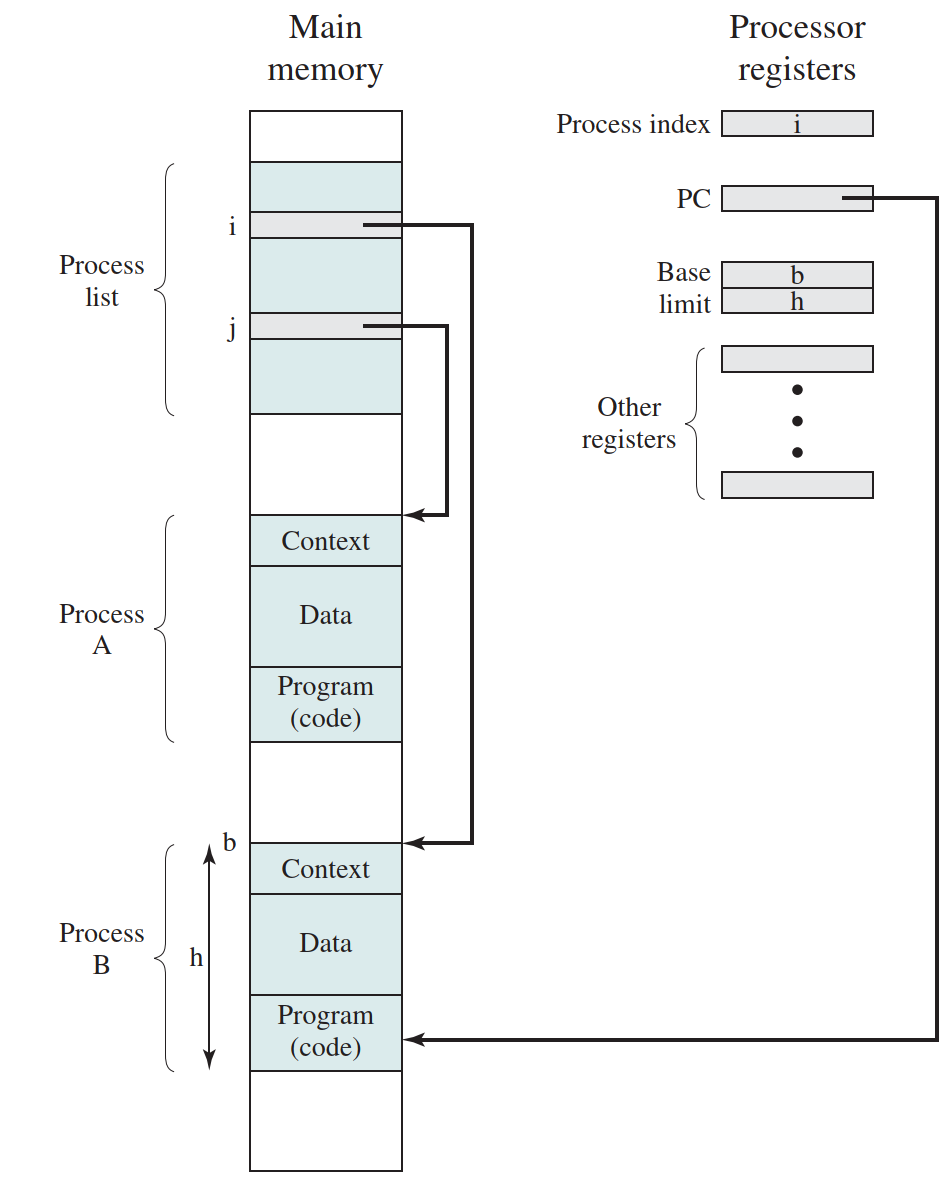 Main
memory
Processor
registers
Process index
i
PC
i
Process
list
Base
limit
b
h
j
Other
registers
Context
Data
Process
A
Program
(code)
b
Context
Process
B
h
Data
Program
(code)